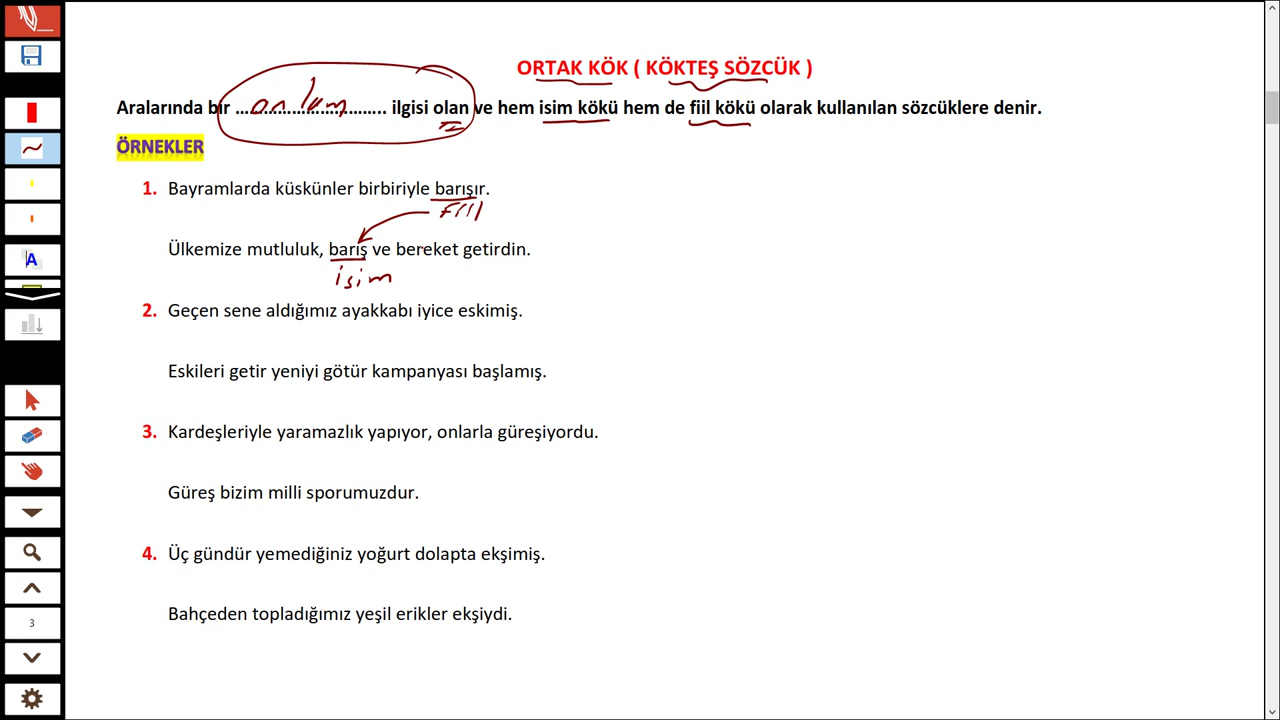 ORTAK KÖK ( KÖKTEŞ SÖZCÜK )
Aralarında bir ……anlam……….. ilgisi olan ve hem isim kökü hem de fiil kökü olarak kullanılan sözcüklere denir.
ÖRNEKLER
1. Bayramlarda küskünler birbiriyle barışır.
fiil
Ülkemize mutluluk, barış ve bereket getirdin.
isim
2. Geçen sene aldığımız ayakkabı iyice eskimiş.
Eskileri getir yeniyi götür kampanyası başlamış.
3. Kardeşleriyle yaramazlık yapıyor, onlarla güreşiyordu.
Güreş bizim milli sporumuzdur.
4. Üç gündür yemediğiniz yoğurt dolapta ekşimiş.
Bahçeden topladığımız yeşil erikler ekşiydi.
A
3